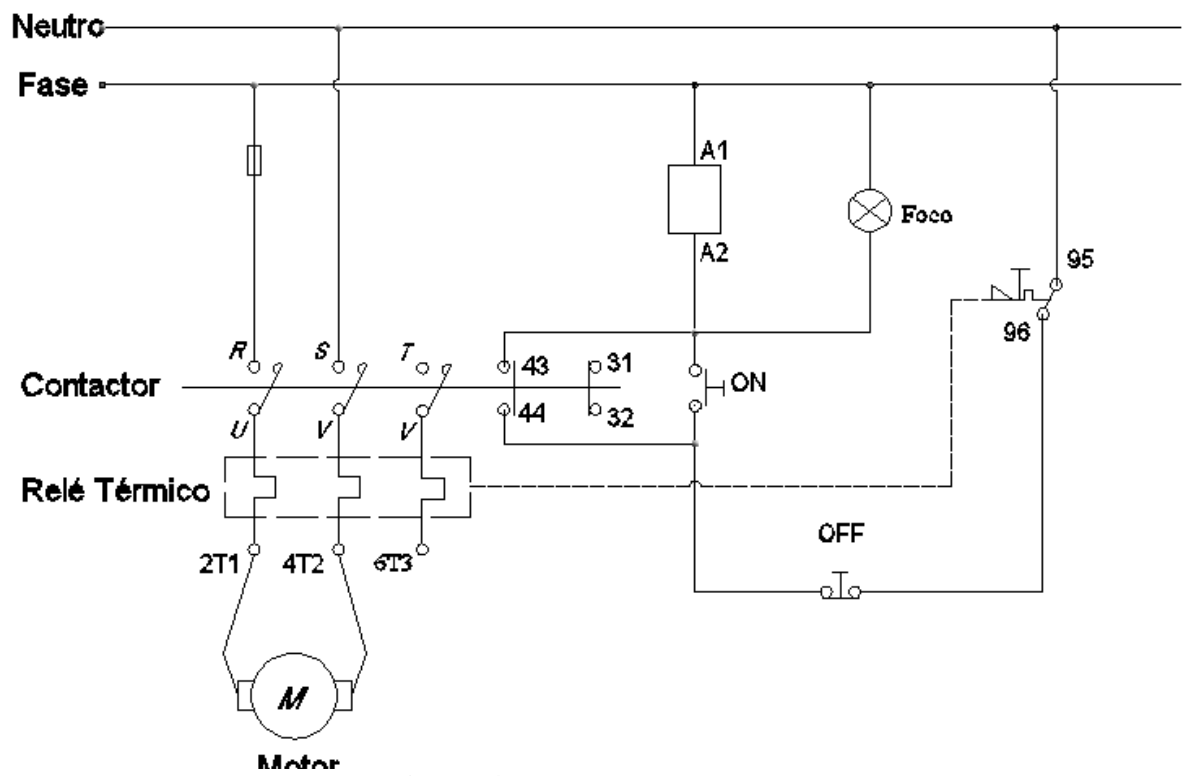 Neutro
Fase
A1
A2
Foco
95
96
R S T 43 31
Contactor
ON
U V V 44 32
Relé Térmico
OFF
2T1 4T2 6T3
M
Motor